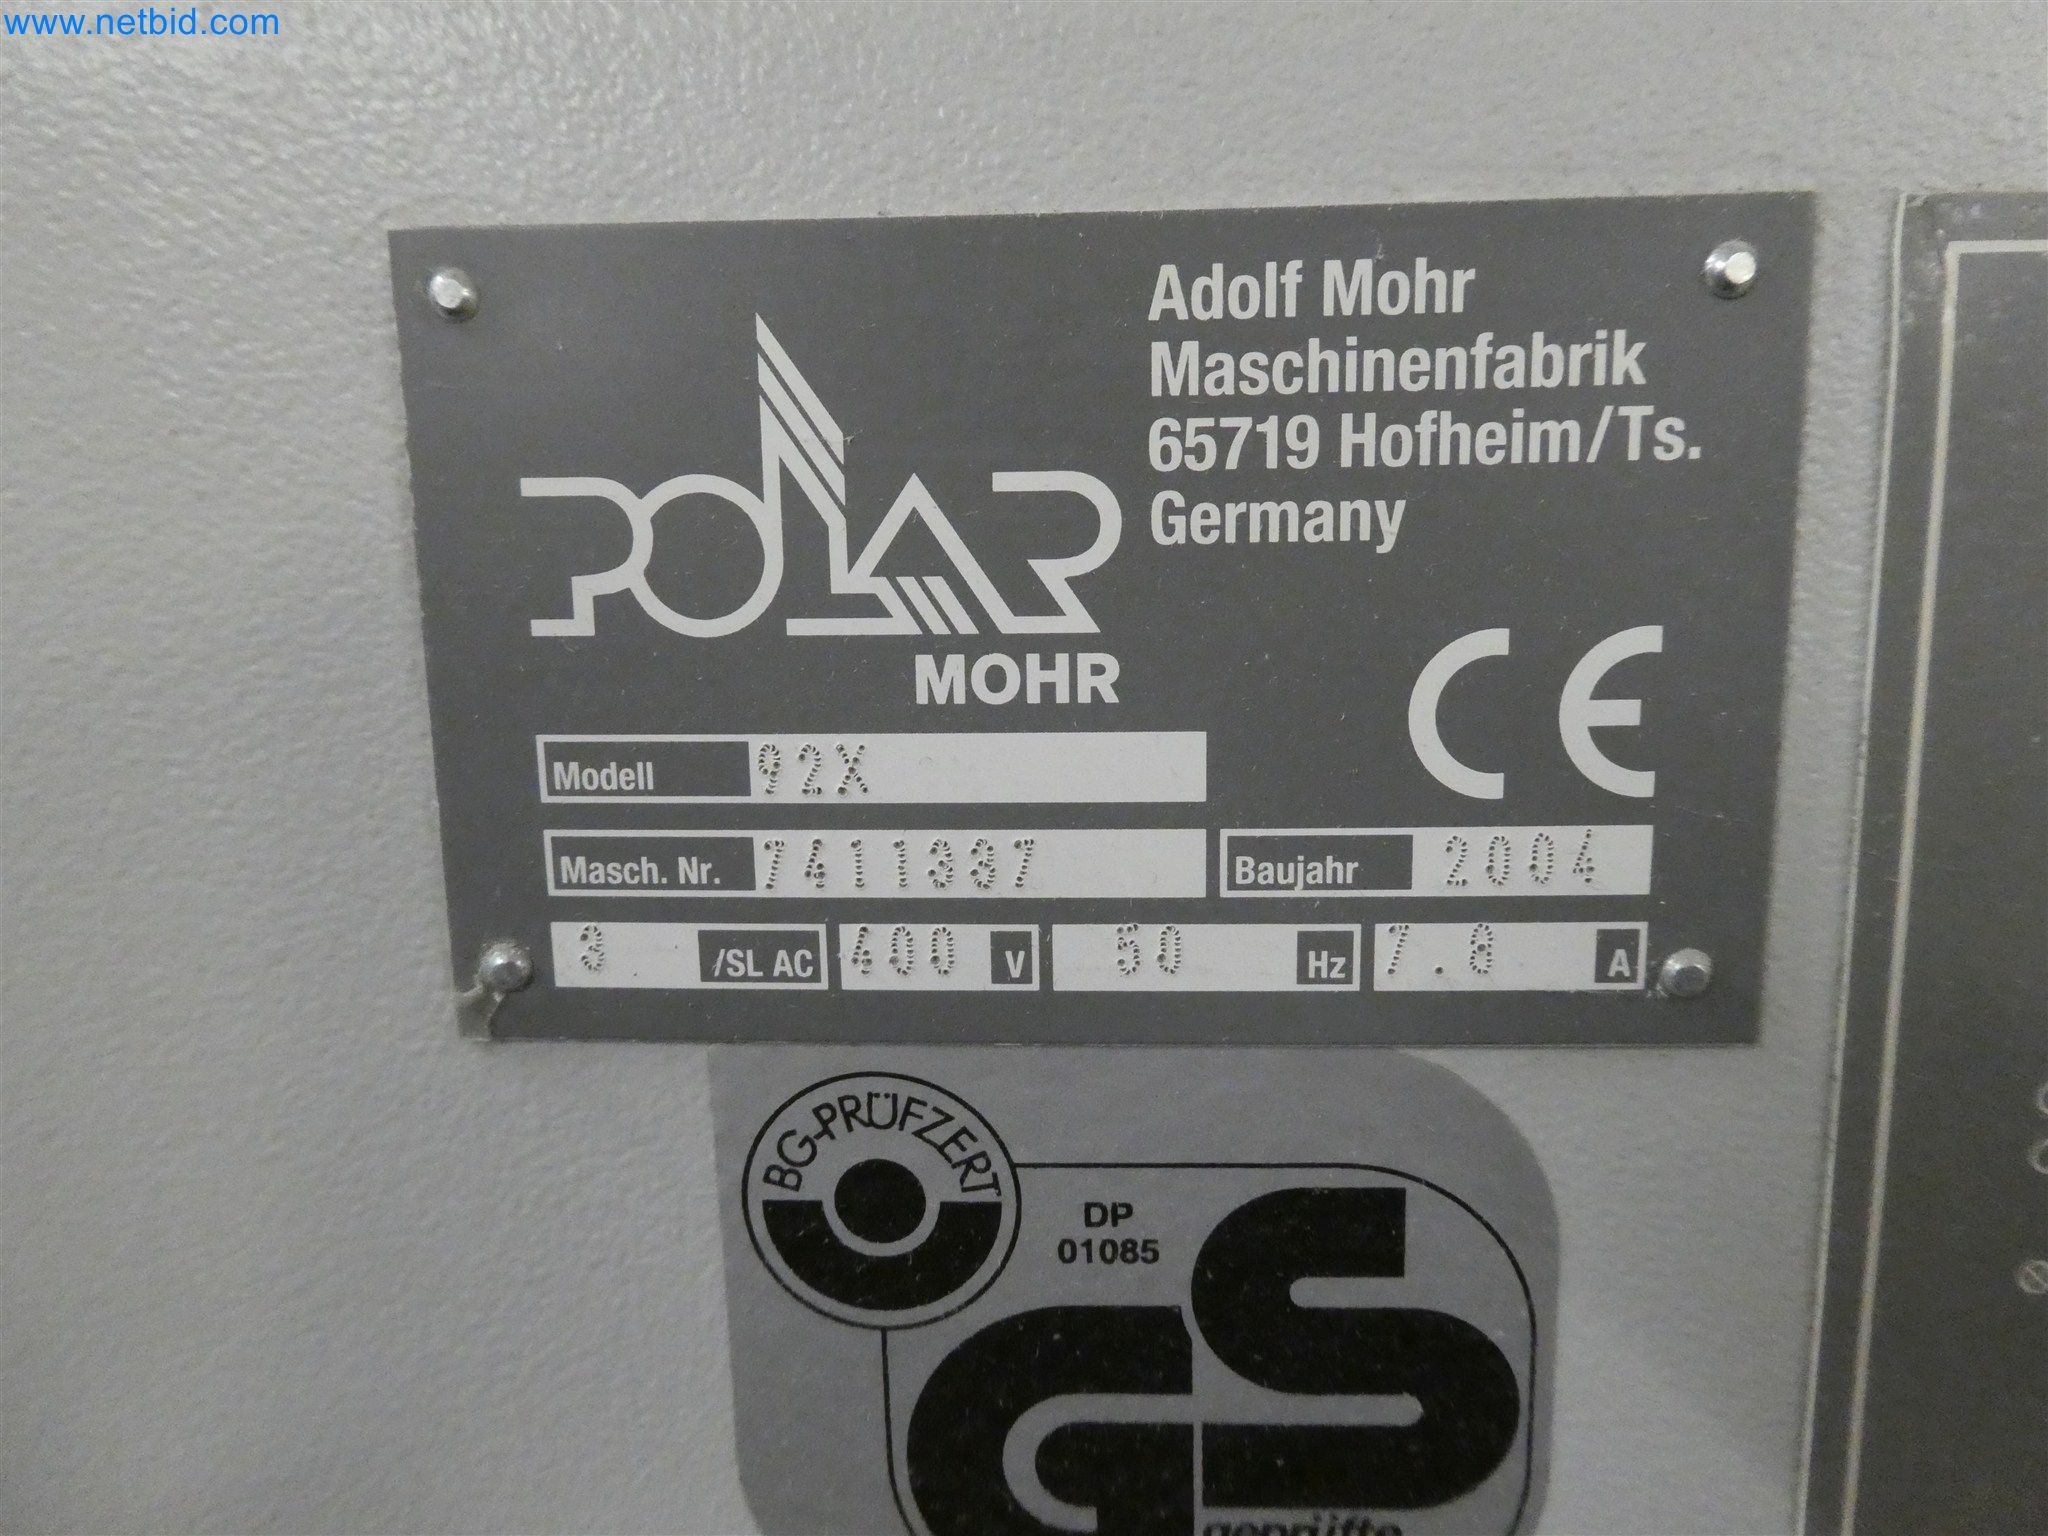 www.netbid.com
Adolf Mohr
Maschinenfabrik
65719 Hofheim/Ts.
Germany
POLAR
MOHR
CE
Modell 92X
Masch. Nr. 7411337 Baujahr 2004
3 /SL AC 400 V 50 Hz 7.8 A
BG-PRÜFZERT
DP
01085
GS
geprüfte